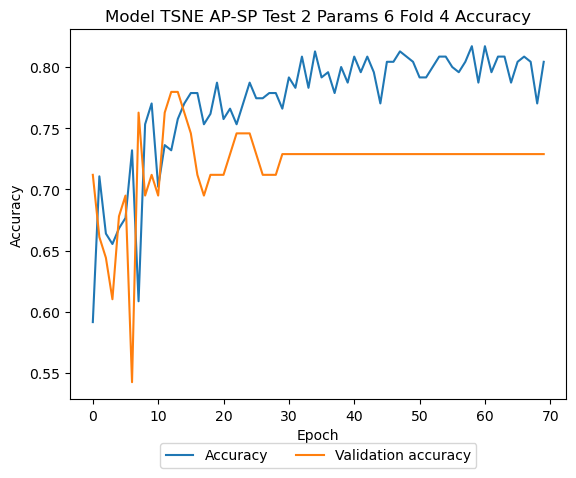 Model TSNE AP-SP Test 2 Params 6 Fold 4 Accuracy
0.80
0.75
0.70
0.65
0.60
0.55
Accuracy
0 10 20 30 40 50 60 70
Epoch
Accuracy Validation accuracy